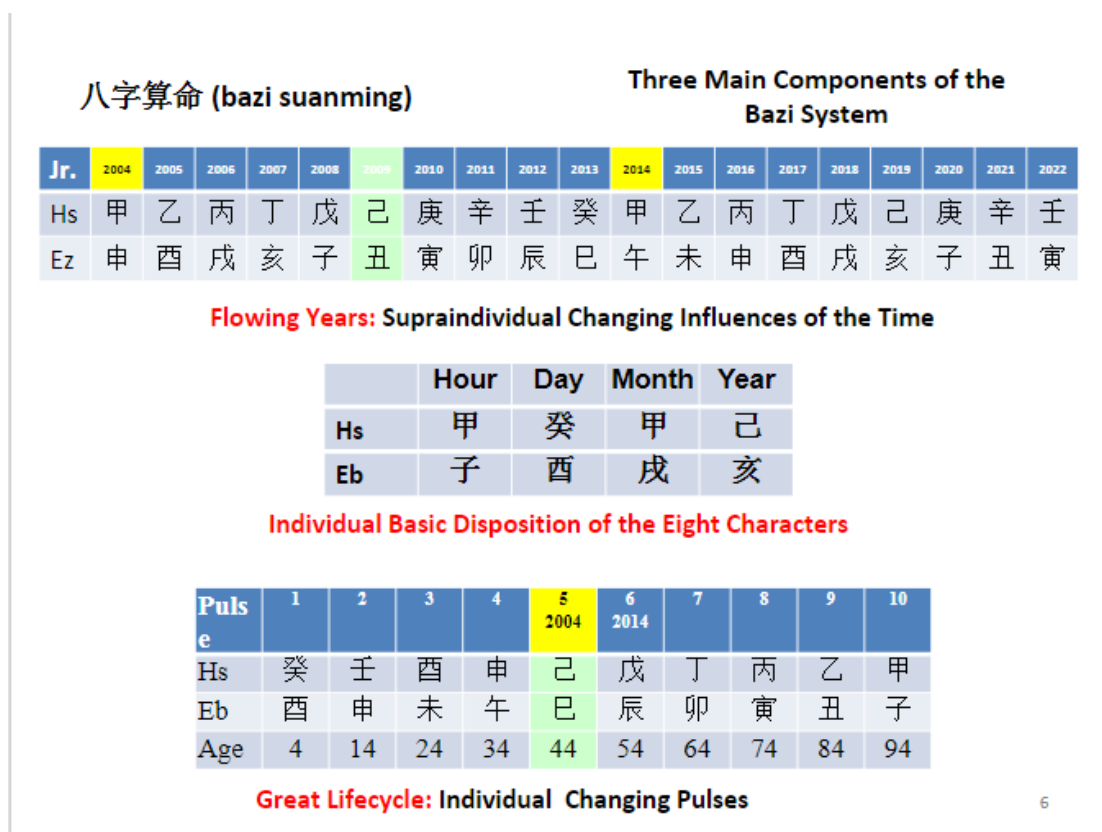 八字算命 (bazi suanming)
Three Main Components of the
Bazi System
Jr. 2004 2005 2006 2007 2008 2009 2010 2011 2012 2013 2014 2015 2016 2017 2018 2019 2020 2021 2022
Hs 甲 乙 丙 丁 戊 己 庚 辛 壬 癸 甲 乙 丙 丁 戊 己 庚 辛 壬
Ez 申 酉 戌 亥 子 丑 寅 卯 辰 巳 午 未 申 酉 戌 亥 子 丑 寅
Flowing Years: Supraindividual Changing Influences of the Time
Hour Day Month Year
Hs 甲 癸 甲 己
Eb 子 酉 戌 亥
Individual Basic Disposition of the Eight Characters
Puls 1 2 3 4 5 6 7 8 9 10
e 2004 2014
Hs 癸 壬 酉 申 己 戊 丁 丙 乙 甲
Eb 酉 申 未 午 巳 辰 卯 寅 丑 子
Age 4 14 24 34 44 54 64 74 84 94
Great Lifecycle: Individual Changing Pulses
6